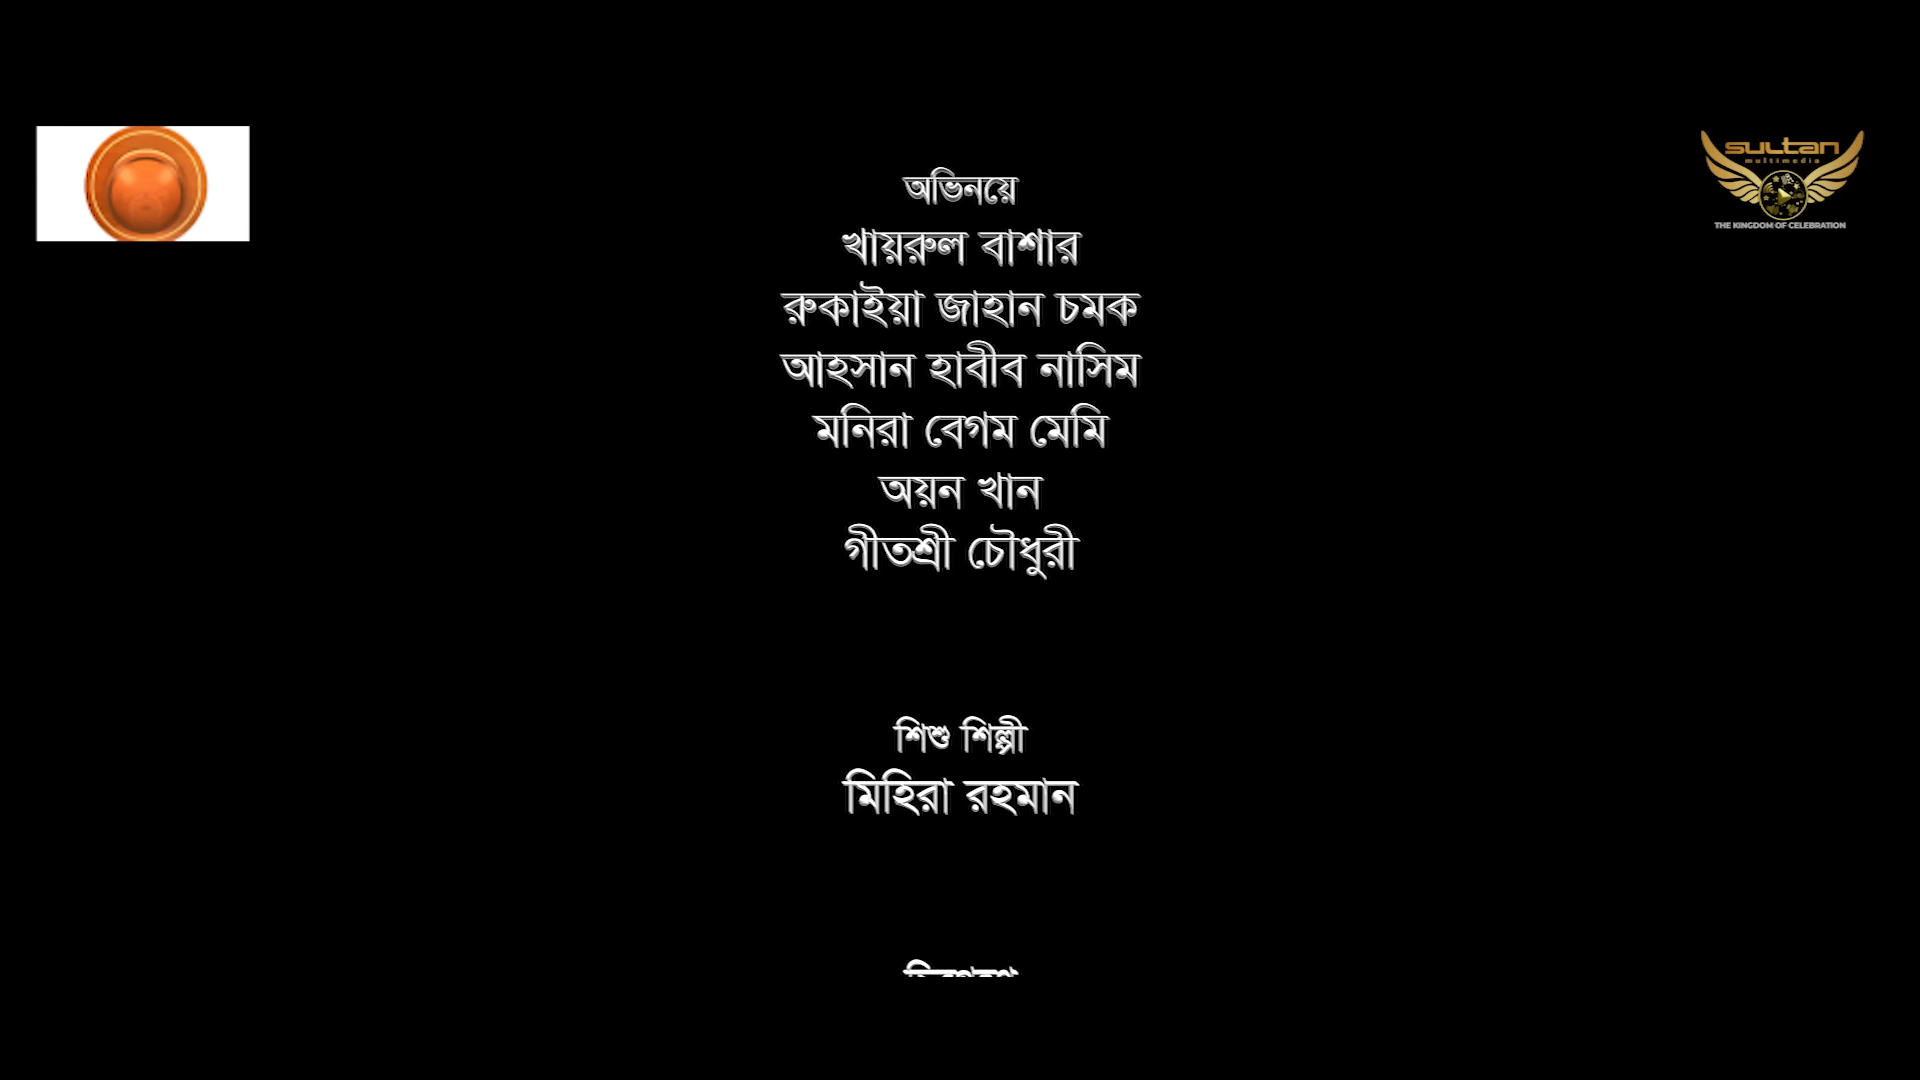 sultan
multimedia
THE KINGDOM OF CELEBRATION
অভিনয়ে
খায়রুল বাশার
রুকাইয়া জাহান চমক
আহসান হাবীব নাসিম
মনিরা বেগম মেমি
অয়ন খান
গীতশ্রী চৌধুরী
শিশু শিল্পী
মিহিরা রহমান